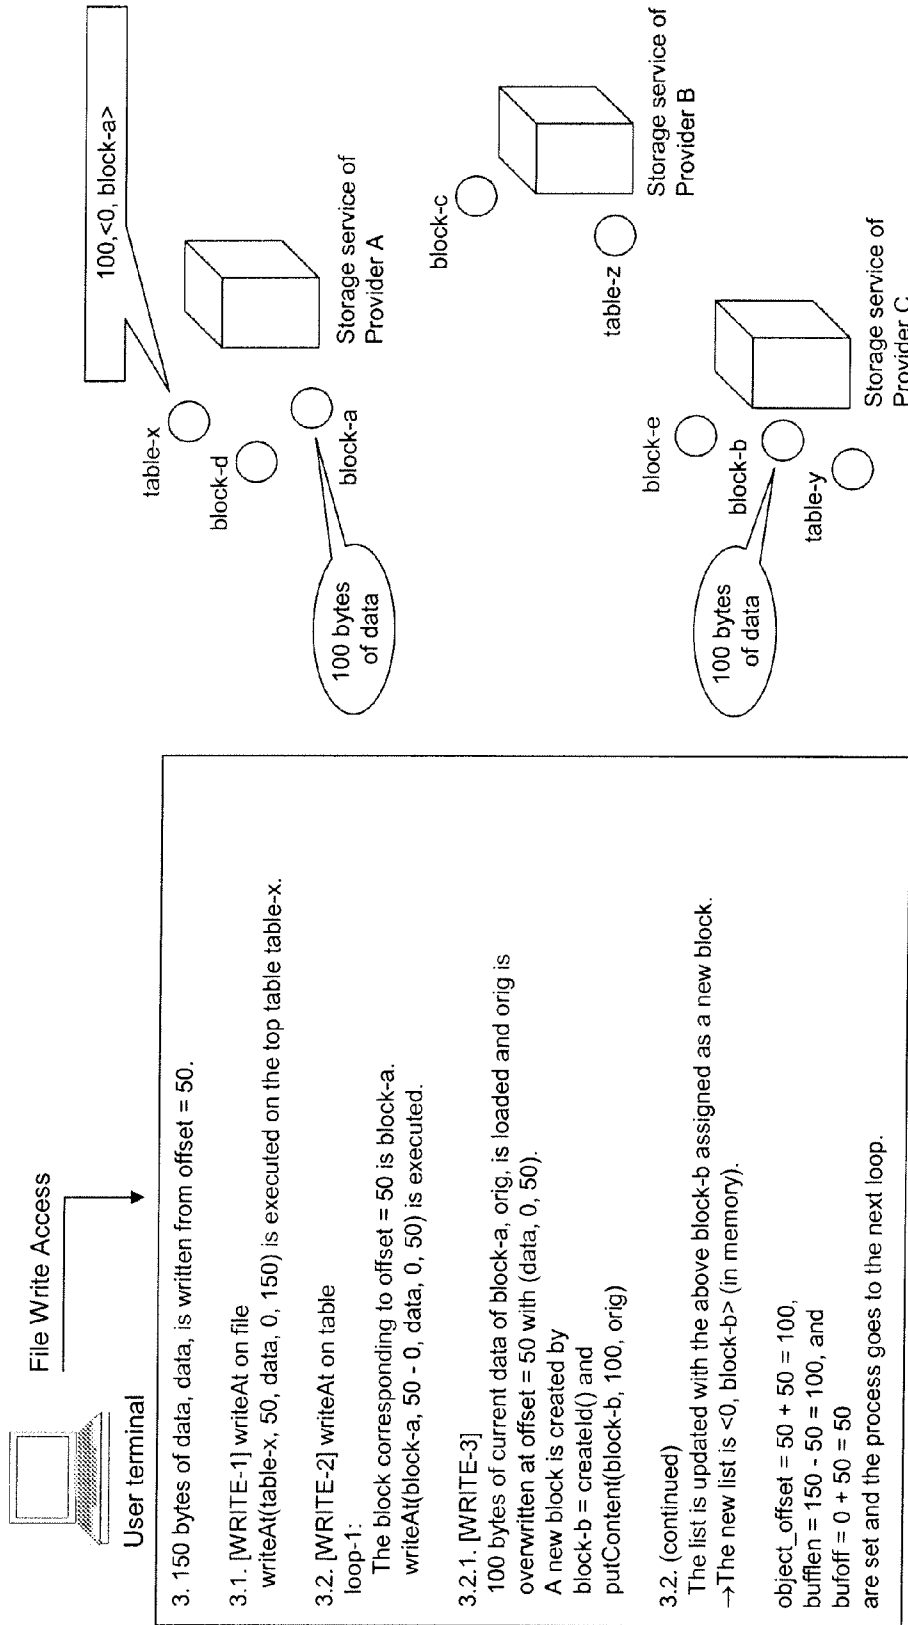 File Write Access
User terminal
3. 150 bytes of data, data, is written from offset = 50.
3.1. [WRITE-1] writeAt on file
writeAt(table-x, 50, data, 0, 150) is executed on the top table table-x.
3.2. [WRITE-2] writeAt on table
loop-1:
The block corresponding to offset = 50 is block-a.
writeAt(block-a, 50 - 0, data, 0, 50) is executed.
3.2.1. [WRITE-3]
100 bytes of current data of block-a, orig, is loaded and orig is
overwritten at offset = 50 with (data, 0, 50).
A new block is created by
block-b = createId() and
putContent(block-b, 100, orig)
3.2. (continued)
The list is updated with the above block-b assigned as a new block.
→The new list is <0, block-b> (in memory).
object_offset = 50 + 50 = 100,
bufflen = 150 - 50 = 100, and
bufoff = 0 + 50 = 50
are set and the process goes to the next loop.
100,<0, block-a>
table-x
block-d
block-a
100 bytes
of data
Storage service of
Provider A
block-c
table-z
Storage service of
Provider B
block-e
block-b
table-y
100 bytes
of data
Storage service of
Provider C